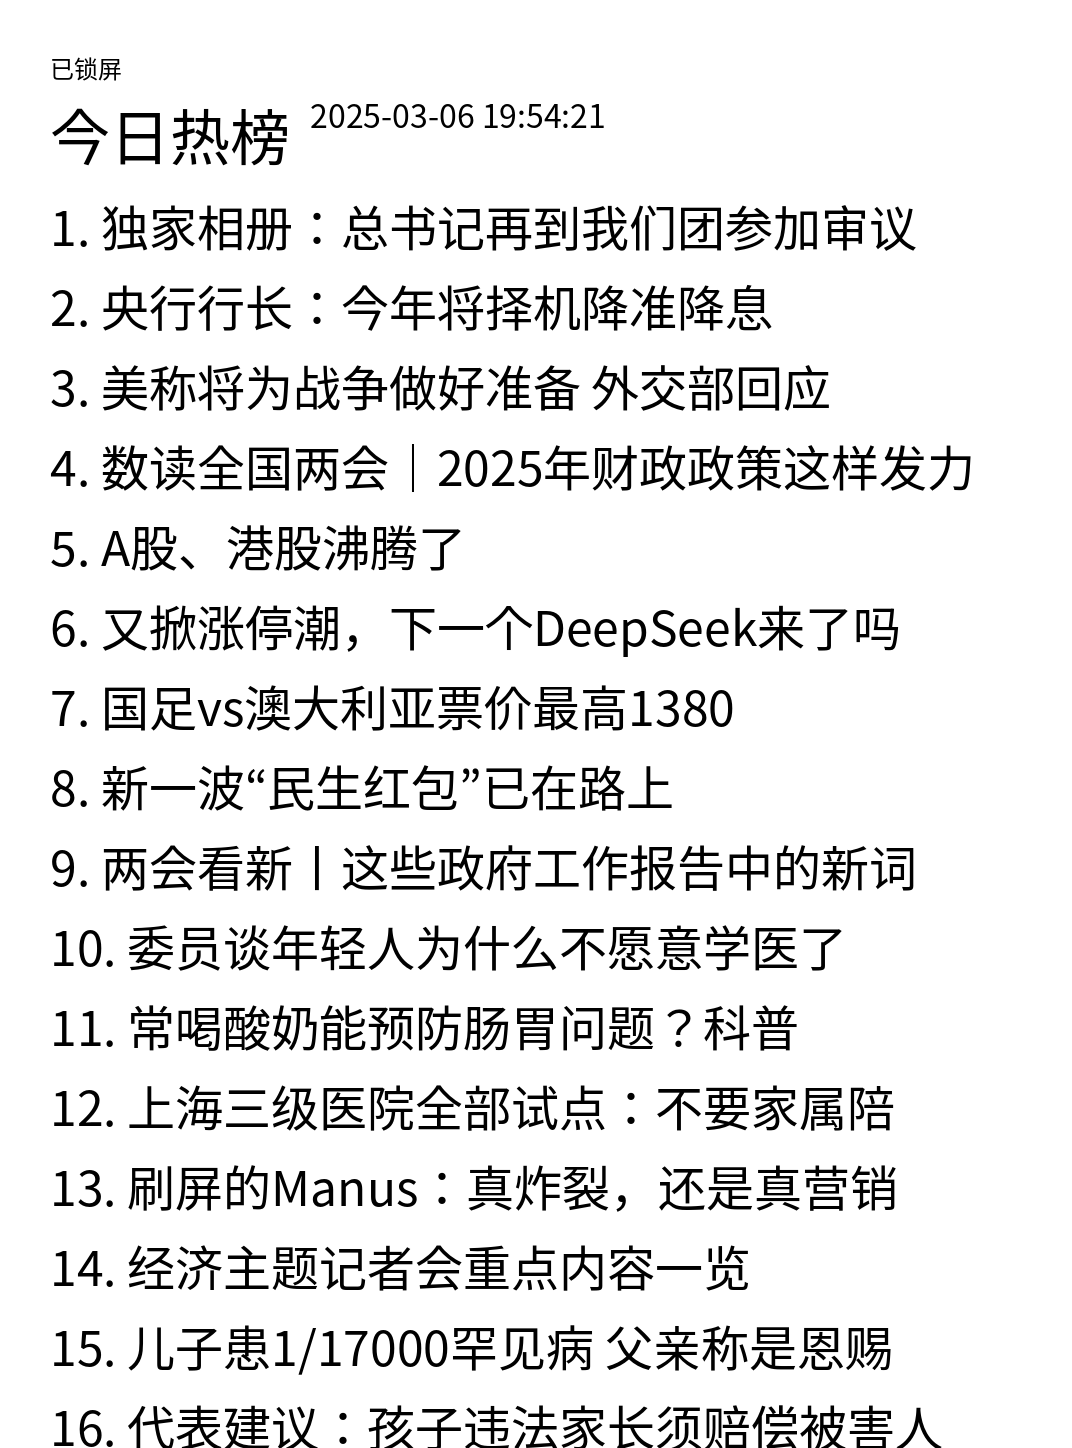 已锁屏
今日热榜 2025-03-06 19:54:21
1. 独家相册：总书记再到我们团参加审议
2. 央行行长：今年将择机降准降息
3. 美称将为战争做好准备 外交部回应
4. 数读全国两会｜2025年财政政策这样发力
5. A股、港股沸腾了
6. 又掀涨停潮，下一个DeepSeek来了吗
7. 国足vs澳大利亚票价最高1380
8. 新一波“民生红包”已在路上
9. 两会看新丨这些政府工作报告中的新词
10. 委员谈年轻人为什么不愿意学医了
11. 常喝酸奶能预防肠胃问题？科普
12. 上海三级医院全部试点：不要家属陪
13. 刷屏的Manus：真炸裂，还是真营销
14. 经济主题记者会重点内容一览
15. 儿子患1/17000罕见病 父亲称是恩赐
16. 代表建议：孩子违法家长须赔偿被害人